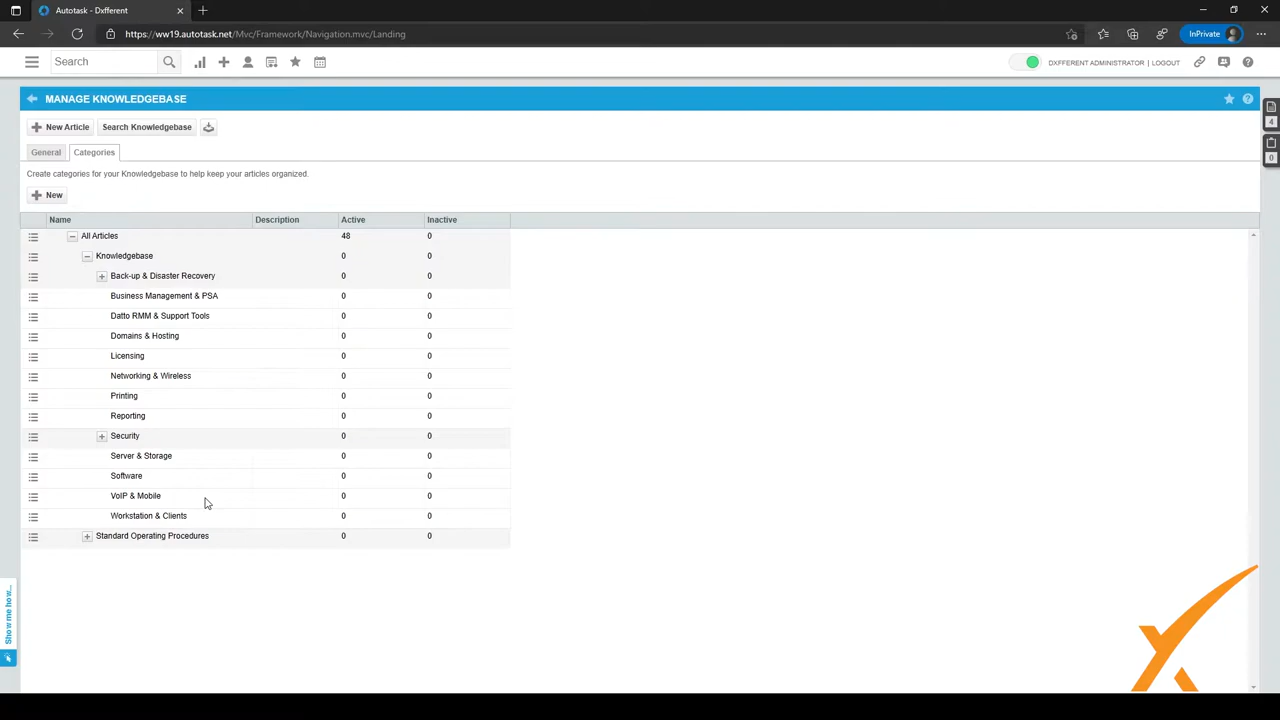 Autotask - Dxfferent
https://ww19.autotask.net/Mvc/Framework/Navigation.mvc/Landing
InPrivate
Search
DXFFERENT ADMINISTRATOR | LOGOUT
MANAGE KNOWLEDGEBASE
New Article
Search Knowledgebase
4
General
Categories
0
Create categories for your Knowledgebase to help keep your articles organized.
New
Name Description Active Inactive
All Articles 48 0
Knowledgebase 0 0
Back-up & Disaster Recovery 0 0
Business Management & PSA 0 0
Datto RMM & Support Tools 0 0
Domains & Hosting 0 0
Licensing 0 0
Networking & Wireless 0 0
Printing 0 0
Reporting 0 0
Security 0 0
Server & Storage 0 0
Software 0 0
VoIP & Mobile 0 0
Workstation & Clients 0 0
Standard Operating Procedures 0 0
Show me how...